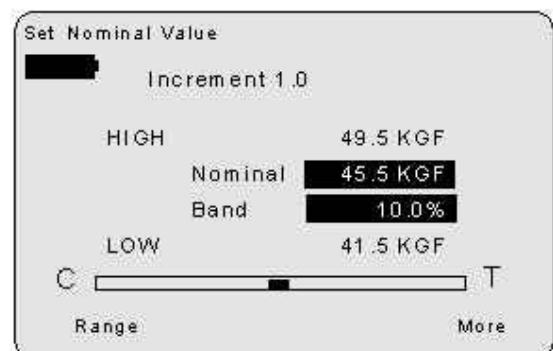 Set Nominal Value
Increment 1.0
HIGH 49.5 KGF
Nominal 45.5 KGF
Band 10.0%
LOW 41.5 KGF
C T
Range More